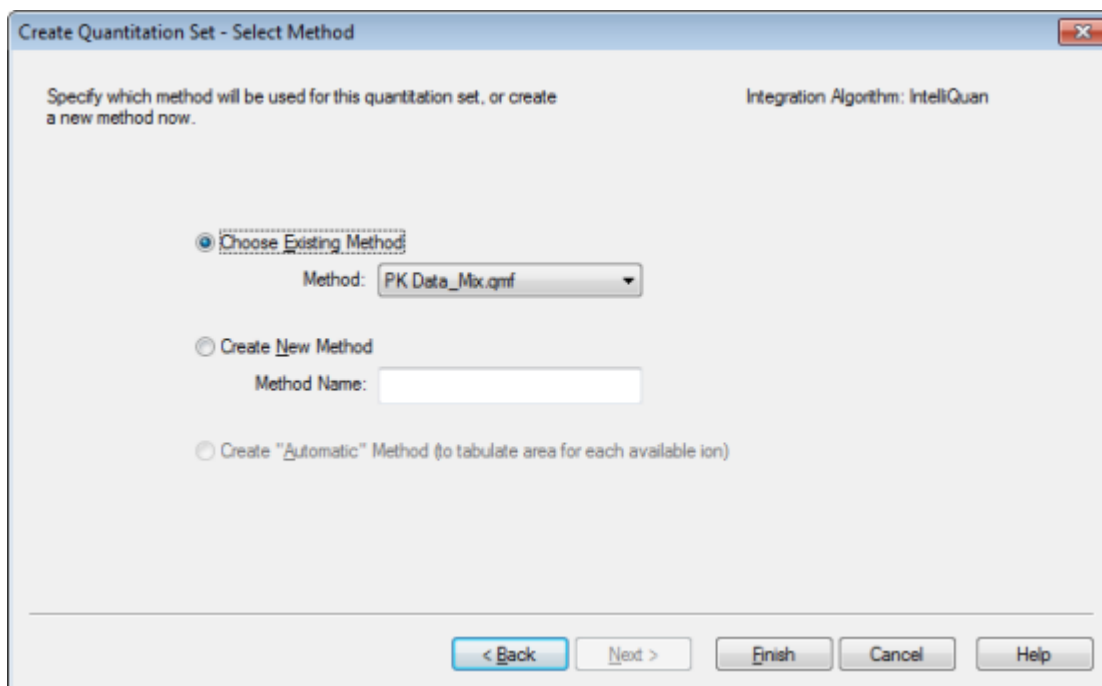 Create Quantitation Set - Select Method
Specify which method will be used for this quantitation set, or create
a new method now.
Integration Algorithm: IntelliQuan
Choose Existing Method
Method: PK Data_Mix.qmf
Create New Method
Method Name:
Create "Automatic" Method (to tabulate area for each available ion)
< Back Next > Finish Cancel Help